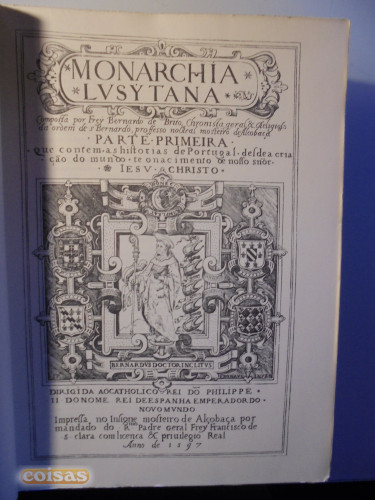 MONARCHIA
LVSYTANA
Composta por Frey Bernardo de Brito, Chronista geral & Religioso
da ordem de s. Bernardo, professo no real mosteiro de Alcobaça
PARTE PRIMEIRA
que contem as historias de Portugal desde a cria
ção do mundo te o nacimento de nosso snor
IESV CHRISTO
BERNARDVS DOCTOR INCLITVS
DIRIGIDA AO CATHOLICO REI DO PHILIPPE
II DO NOME REI DE ESPANHA EMPERADOR DO
NOVO MVNDO
Impressa no Insigne mosteiro de Alcobaça por
mandado do R.mo Padre Geral Frey Francisco de
s. clara com licença & privilegio Real
Anno de 1597
coisas